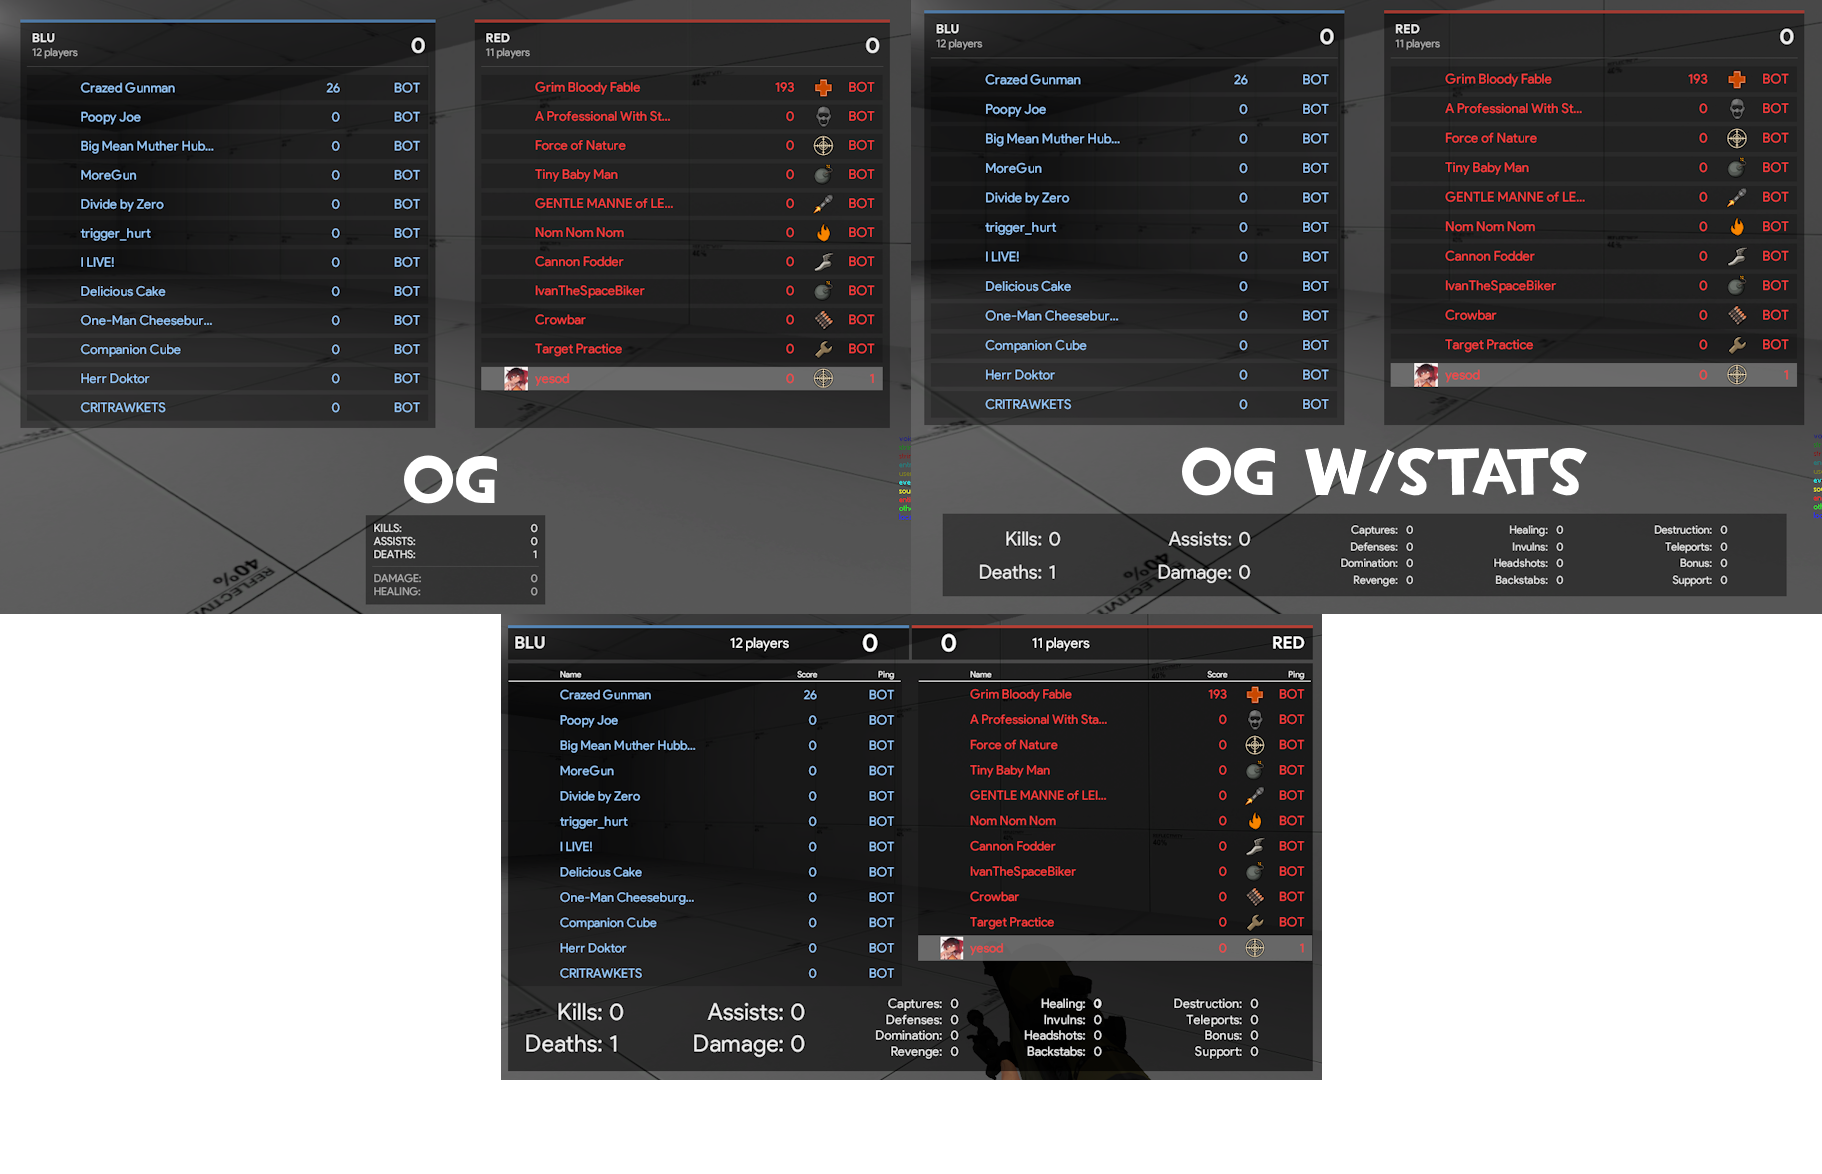 BLU
12 players
0
Crazed Gunman 26 BOT
Poopy Joe 0 BOT
Big Mean Muther Hub... 0 BOT
MoreGun 0 BOT
Divide by Zero 0 BOT
trigger_hurt 0 BOT
I LIVE! 0 BOT
Delicious Cake 0 BOT
One-Man Cheesebur... 0 BOT
Companion Cube 0 BOT
Herr Doktor 0 BOT
CRITRAWKETS 0 BOT
RED
11 players
0
Grim Bloody Fable 193 BOT
A Professional With St... 0 BOT
Force of Nature 0 BOT
Tiny Baby Man 0 BOT
GENTLE MANNE of LE... 0 BOT
Nom Nom Nom 0 BOT
Cannon Fodder 0 BOT
IvanTheSpaceBiker 0 BOT
Crowbar 0 BOT
Target Practice 0 BOT
yesod 0 1
OG
KILLS: 0
ASSISTS: 0
DEATHS: 1
DAMAGE: 0
HEALING: 0
40%
BLU
12 players
0
Crazed Gunman 26 BOT
Poopy Joe 0 BOT
Big Mean Muther Hub... 0 BOT
MoreGun 0 BOT
Divide by Zero 0 BOT
trigger_hurt 0 BOT
I LIVE! 0 BOT
Delicious Cake 0 BOT
One-Man Cheesebur... 0 BOT
Companion Cube 0 BOT
Herr Doktor 0 BOT
CRITRAWKETS 0 BOT
RED
11 players
0
Grim Bloody Fable 193 BOT
A Professional With St... 0 BOT
Force of Nature 0 BOT
Tiny Baby Man 0 BOT
GENTLE MANNE of LE... 0 BOT
Nom Nom Nom 0 BOT
Cannon Fodder 0 BOT
IvanTheSpaceBiker 0 BOT
Crowbar 0 BOT
Target Practice 0 BOT
yesod 0 1
OG W/STATS
Kills: 0 Assists: 0
Deaths: 1 Damage: 0
Captures: 0 Healing: 0 Destruction: 0
Defenses: 0 Invulns: 0 Teleports: 0
Domination: 0 Headshots: 0 Bonus: 0
Revenge: 0 Backstabs: 0 Support: 0
40%
BLU 12 players 0
0 11 players RED
Name Score Ping
Crazed Gunman 26 BOT
Poopy Joe 0 BOT
Big Mean Muther Hubb... 0 BOT
MoreGun 0 BOT
Divide by Zero 0 BOT
trigger_hurt 0 BOT
I LIVE! 0 BOT
Delicious Cake 0 BOT
One-Man Cheeseburg... 0 BOT
Companion Cube 0 BOT
Herr Doktor 0 BOT
CRITRAWKETS 0 BOT
Name Score Ping
Grim Bloody Fable 193 BOT
A Professional With Sta... 0 BOT
Force of Nature 0 BOT
Tiny Baby Man 0 BOT
GENTLE MANNE of LEI... 0 BOT
Nom Nom Nom 0 BOT
Cannon Fodder 0 BOT
IvanTheSpaceBiker 0 BOT
Crowbar 0 BOT
Target Practice 0 BOT
yesod 0 1
Kills: 0 Assists: 0
Deaths: 1 Damage: 0
Captures: 0 Healing: 0 Destruction: 0
Defenses: 0 Invulns: 0 Teleports: 0
Domination: 0 Headshots: 0 Bonus: 0
Revenge: 0 Backstabs: 0 Support: 0